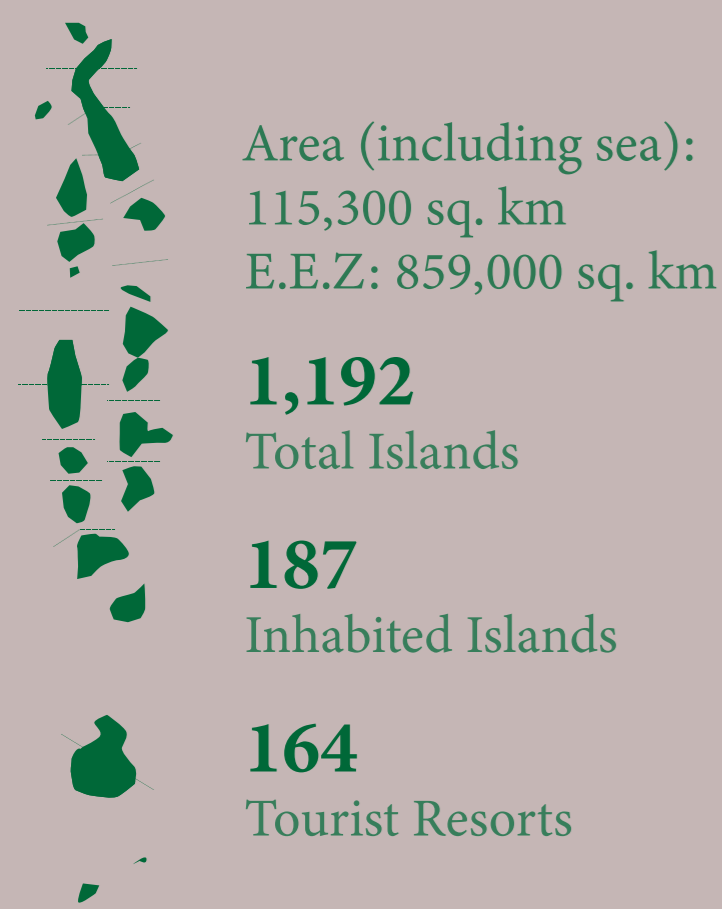 Area (including sea):
115,300 sq. km
E.E.Z: 859,000 sq. km
1,192
Total Islands
187
Inhabited Islands
164
Tourist Resorts